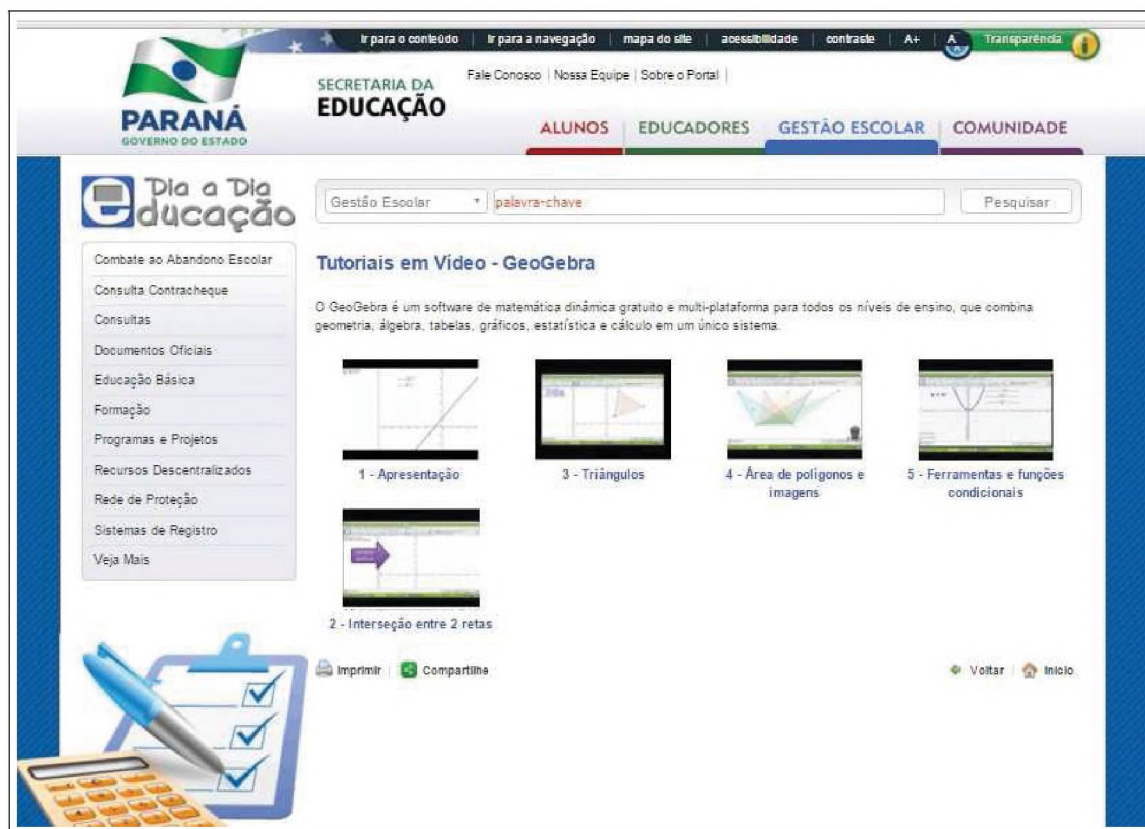 Ir para o conteúdo | Ir para a navegação | mapa do site | acessibilidade | contraste | A+ | A | Transparência
PARANÁ
GOVERNO DO ESTADO
SECRETARIA DA
EDUCAÇÃO
Fale Conosco | Nossa Equipe | Sobre o Portal |
ALUNOS EDUCADORES GESTÃO ESCOLAR COMUNIDADE
Dia a Dia
educação
Gestão Escolar palavra-chave Pesquisar
Combate ao Abandono Escolar
Consulta Contracheque
Consultas
Documentos Oficiais
Educação Básica
Formação
Programas e Projetos
Recursos Descentralizados
Rede de Proteção
Sistemas de Registro
Veja Mais
Tutoriais em Vídeo - GeoGebra
O GeoGebra é um software de matemática dinâmica gratuito e multi-plataforma para todos os níveis de ensino, que combina
geometria, álgebra, tabelas, gráficos, estatística e cálculo em um único sistema.
1 - Apresentação
3 - Triângulos
4 - Área de polígonos e
imagens
5 - Ferramentas e funções
condicionais
2 - Interseção entre 2 retas
Imprimir | Compartilhe
Voltar | Início